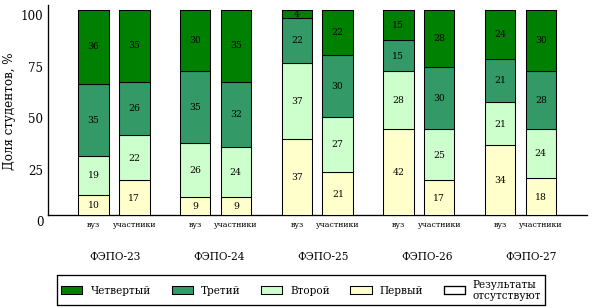 Доля студентов, %
100
75
50
25
0
36 35 30 35 4 22 15 28 24 30
35 26 35 32 22 30 15 30 21 28
19 22 26 24 37 27 28 25 21 24
10 17 9 9 37 21 42 17 34 18
вуз участники вуз участники вуз участники вуз участники вуз участники
ФЭПО-23 ФЭПО-24 ФЭПО-25 ФЭПО-26 ФЭПО-27
Четвертый Третий Второй Первый Результаты
отсутствуют